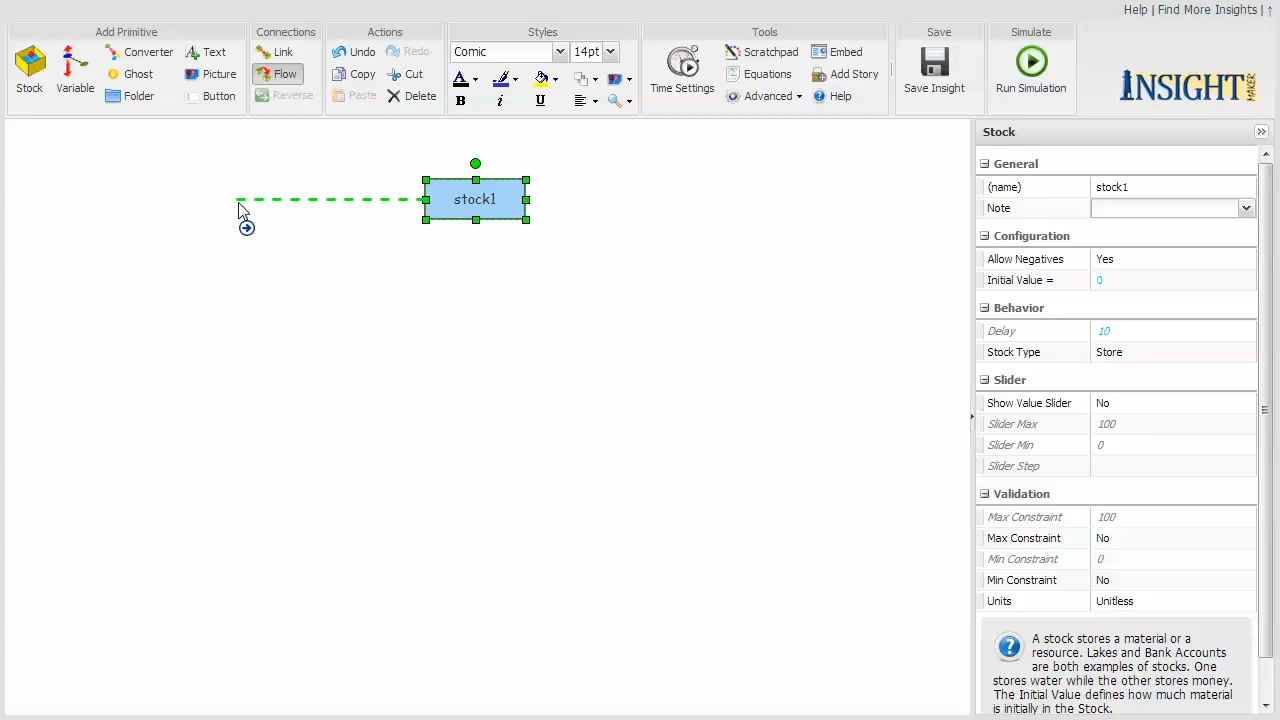 Help | Find More Insights | ↑
Add Primitive
Connections
Actions
Styles
Tools
Save
Simulate
Stock
Variable
Converter
Ghost
Folder
Text
Picture
Button
Link
Flow
Reverse
Undo
Redo
Copy
Cut
Paste
Delete
Comic
14pt
A
B
i
U
Time Settings
Scratchpad
Equations
Advanced
Embed
Add Story
Help
Save Insight
Run Simulation
INSIGHT MAKER
stock1
Stock
General
(name) stock1
Note
Configuration
Allow Negatives Yes
Initial Value = 0
Behavior
Delay 10
Stock Type Store
Slider
Show Value Slider No
Slider Max 100
Slider Min 0
Slider Step
Validation
Max Constraint 100
Max Constraint No
Min Constraint 0
Min Constraint No
Units Unitless
A stock stores a material or a
resource. Lakes and Bank Accounts
are both examples of stocks. One
stores water while the other stores money.
The Initial Value defines how much material
is initially in the Stock.